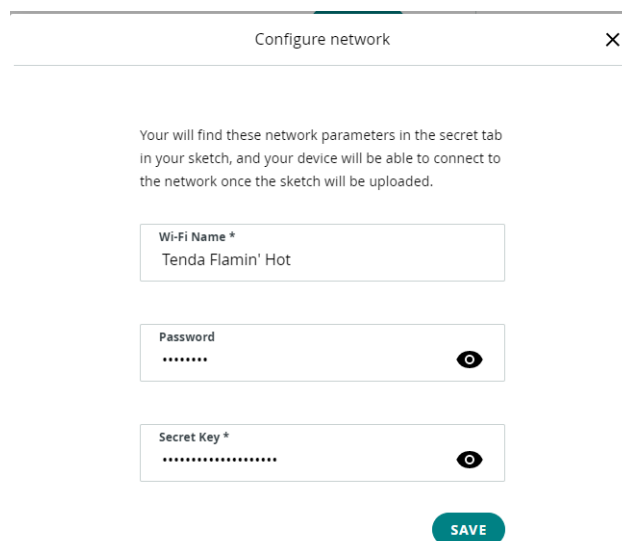 Configure network
Your will find these network parameters in the secret tab
in your sketch, and your device will be able to connect to
the network once the sketch will be uploaded.
Wi-Fi Name *
Tenda Flamin' Hot
Password
••••••••
Secret Key *
••••••••••••••••••••
SAVE